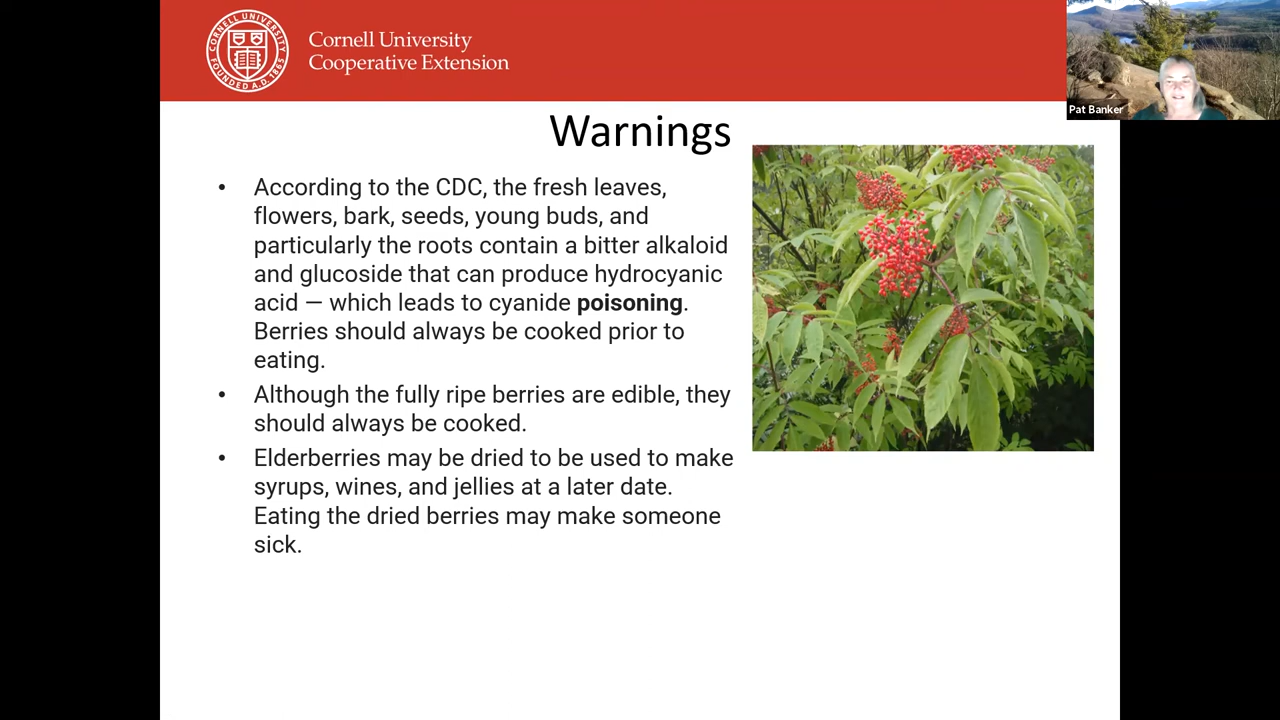 CORNELL UNIVERSITY
FOUNDED A.D. 1865
Cornell University
Cooperative Extension
Pat Banker
Warnings
• According to the CDC, the fresh leaves,
flowers, bark, seeds, young buds, and
particularly the roots contain a bitter alkaloid
and glucoside that can produce hydrocyanic
acid — which leads to cyanide poisoning.
Berries should always be cooked prior to
eating.
• Although the fully ripe berries are edible, they
should always be cooked.
• Elderberries may be dried to be used to make
syrups, wines, and jellies at a later date.
Eating the dried berries may make someone
sick.